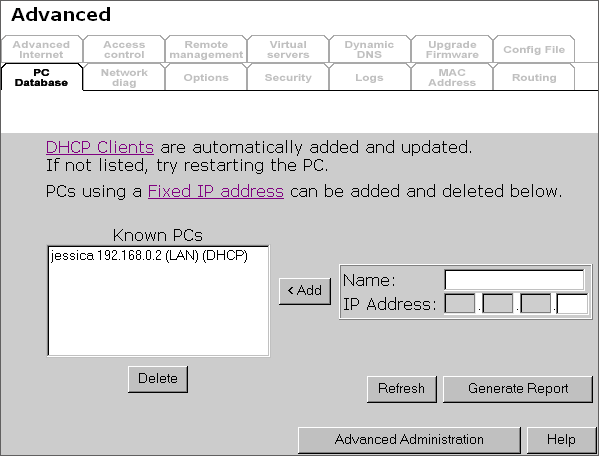 Advanced
Advanced Internet
Access control
Remote management
Virtual servers
Dynamic DNS
Upgrade Firmware
Config File
PC Database
Network diag
Options
Security
Logs
MAC Address
Routing
DHCP Clients are automatically added and updated.
If not listed, try restarting the PC.
PCs using a Fixed IP address can be added and deleted below.
Known PCs
jessica 192.168.0.2 (LAN) (DHCP)
< Add
Name:
IP Address: . . .
Delete
Refresh
Generate Report
Advanced Administration
Help